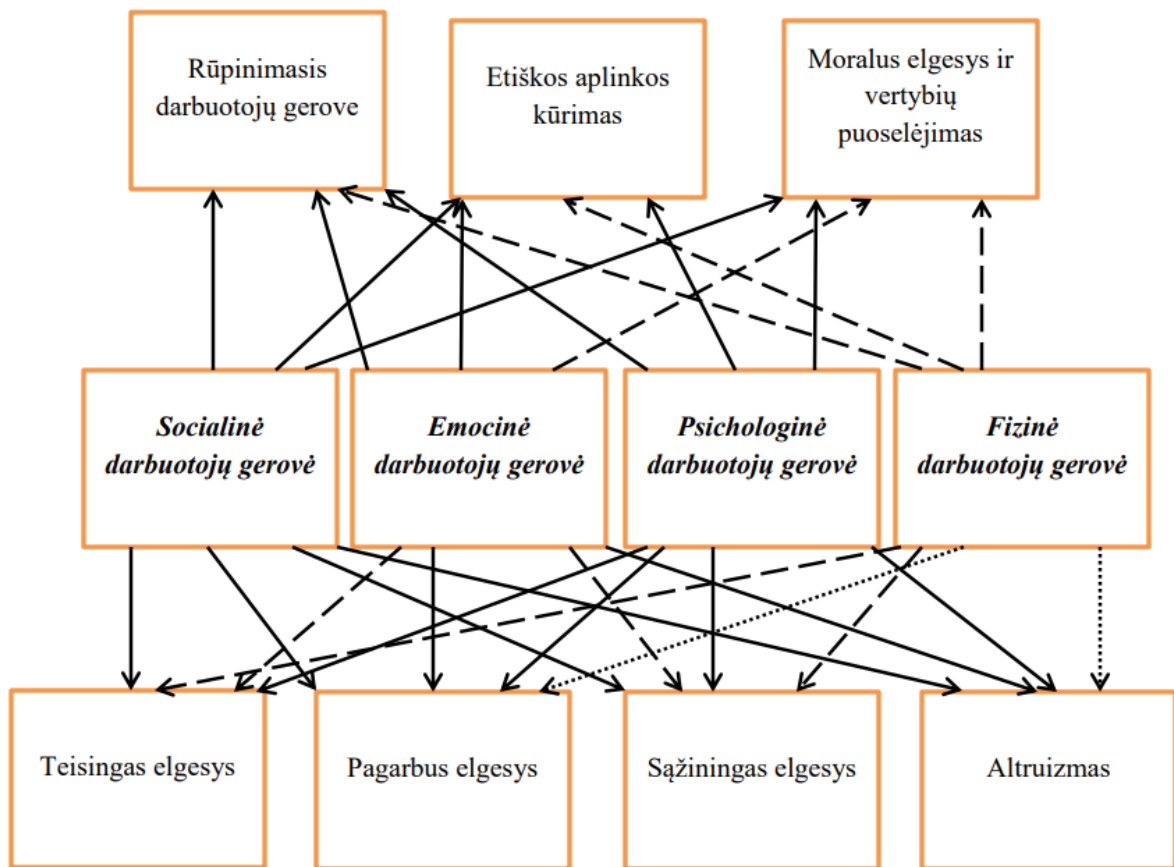 Rūpinimasis
darbuotojų gerove
Etiškos aplinkos
kūrimas
Moralus elgesys ir
vertybių
puoselėjimas
Socialinė
darbuotojų gerovė
Emocinė
darbuotojų gerovė
Psichologinė
darbuotojų gerovė
Fizinė
darbuotojų gerovė
Teisingas elgesys
Pagarbus elgesys
Sąžiningas elgesys
Altruizmas